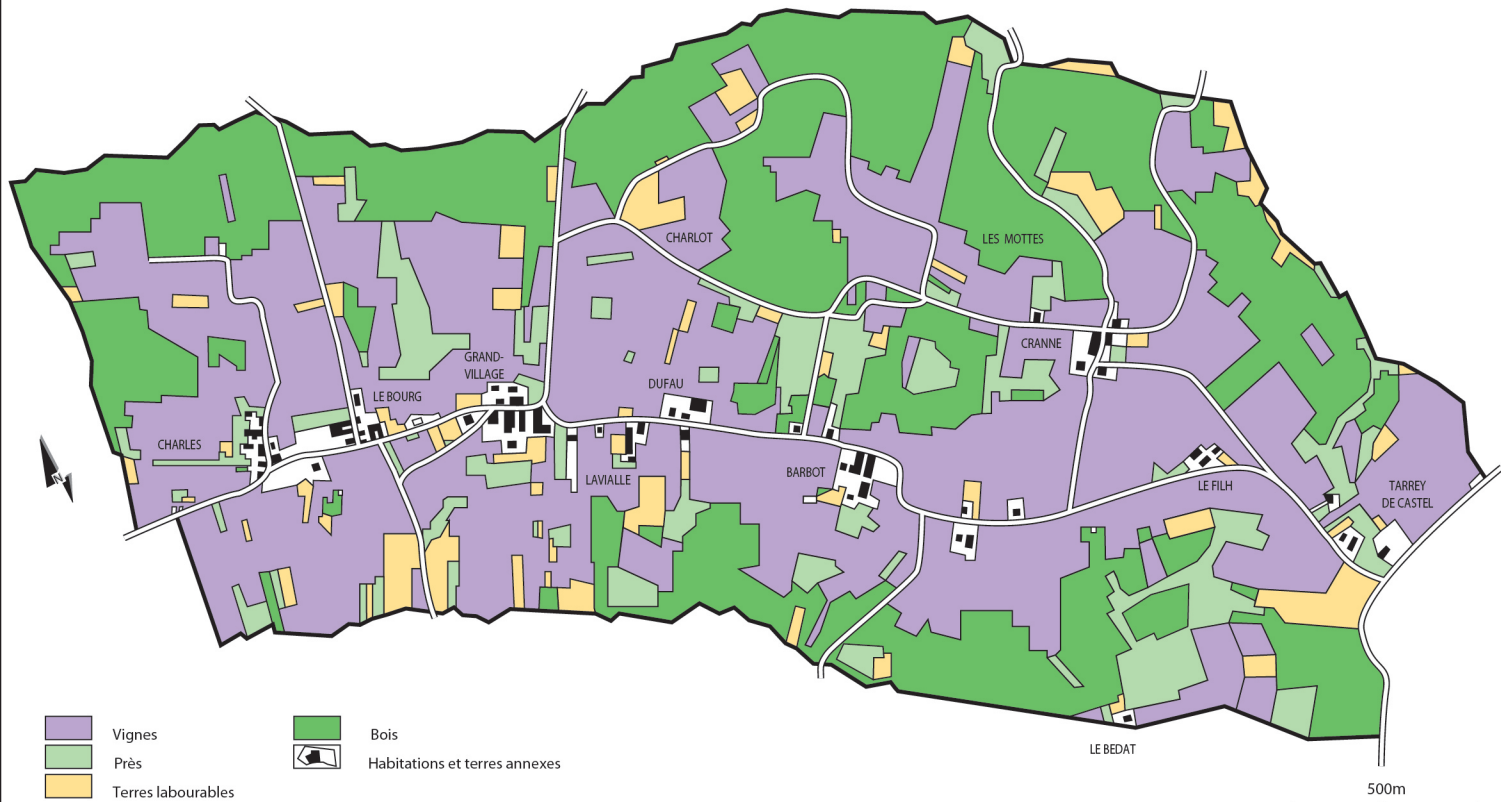 CHARLOT
LES MOTTES
CRANNE
GRAND-
VILLAGE
DUFAU
LE BOURG
CHARLES
BARBOT
LAVIALLE
LE FILH
TARREY
DE CASTEL
N
LE BEDAT
Vignes
Près
Terres labourables
Bois
Habitations et terres annexes
500m